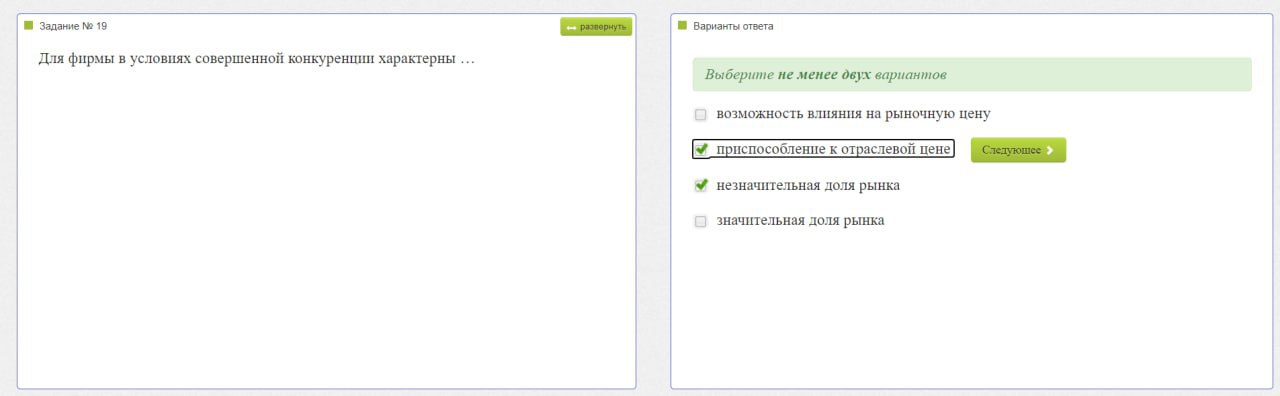 Задание № 19
развернуть
Для фирмы в условиях совершенной конкуренции характерны …
Варианты ответа
Выберите не менее двух вариантов
возможность влияния на рыночную цену
приспособление к отраслевой цене
Следующее
незначительная доля рынка
значительная доля рынка